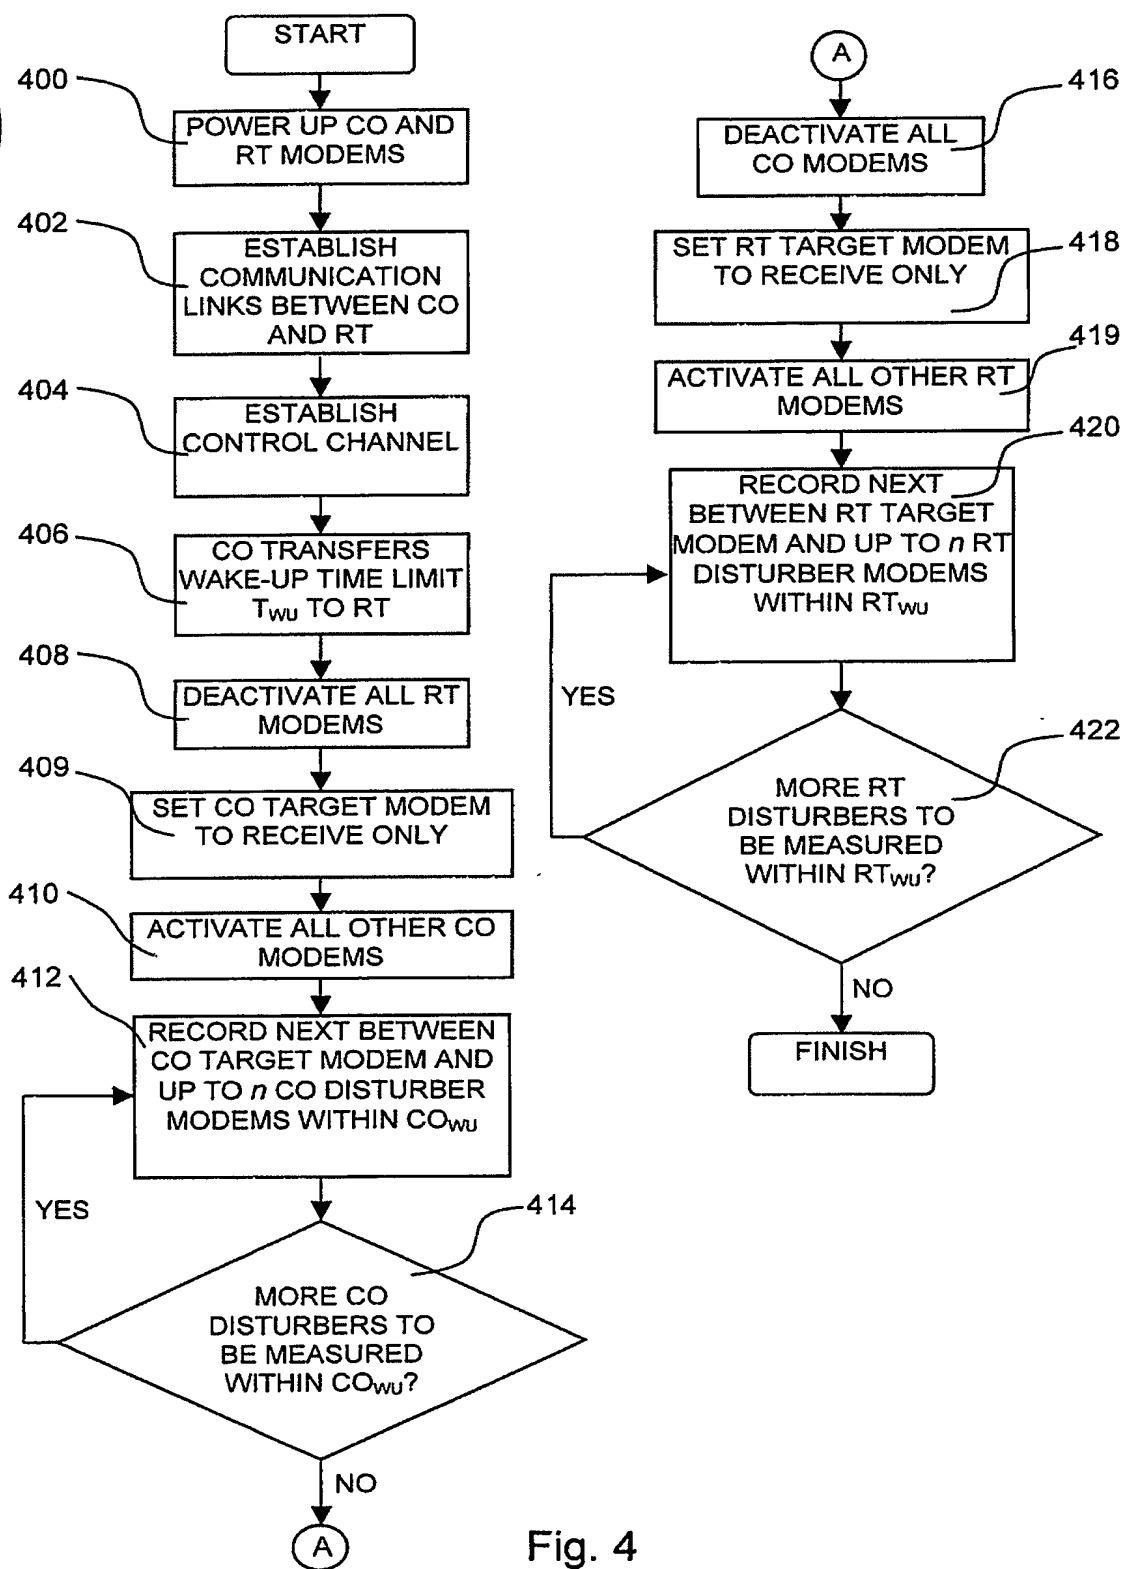 START
400
POWER UP CO AND
RT MODEMS
402
ESTABLISH
COMMUNICATION
LINKS BETWEEN CO
AND RT
404
ESTABLISH
CONTROL CHANNEL
406
CO TRANSFERS
WAKE-UP TIME LIMIT
TWU TO RT
408
DEACTIVATE ALL RT
MODEMS
409
SET CO TARGET MODEM
TO RECEIVE ONLY
410
ACTIVATE ALL OTHER CO
MODEMS
412
RECORD NEXT BETWEEN
CO TARGET MODEM AND
UP TO n CO DISTURBER
MODEMS WITHIN COWU
YES
414
MORE CO
DISTURBERS TO
BE MEASURED
WITHIN COWU?
NO
A
A
416
DEACTIVATE ALL
CO MODEMS
418
SET RT TARGET MODEM
TO RECEIVE ONLY
419
ACTIVATE ALL OTHER RT
MODEMS
420
RECORD NEXT
BETWEEN RT TARGET
MODEM AND UP TO n RT
DISTURBER MODEMS
WITHIN RTWU
YES
422
MORE RT
DISTURBERS TO
BE MEASURED
WITHIN RTWU?
NO
FINISH
Fig. 4